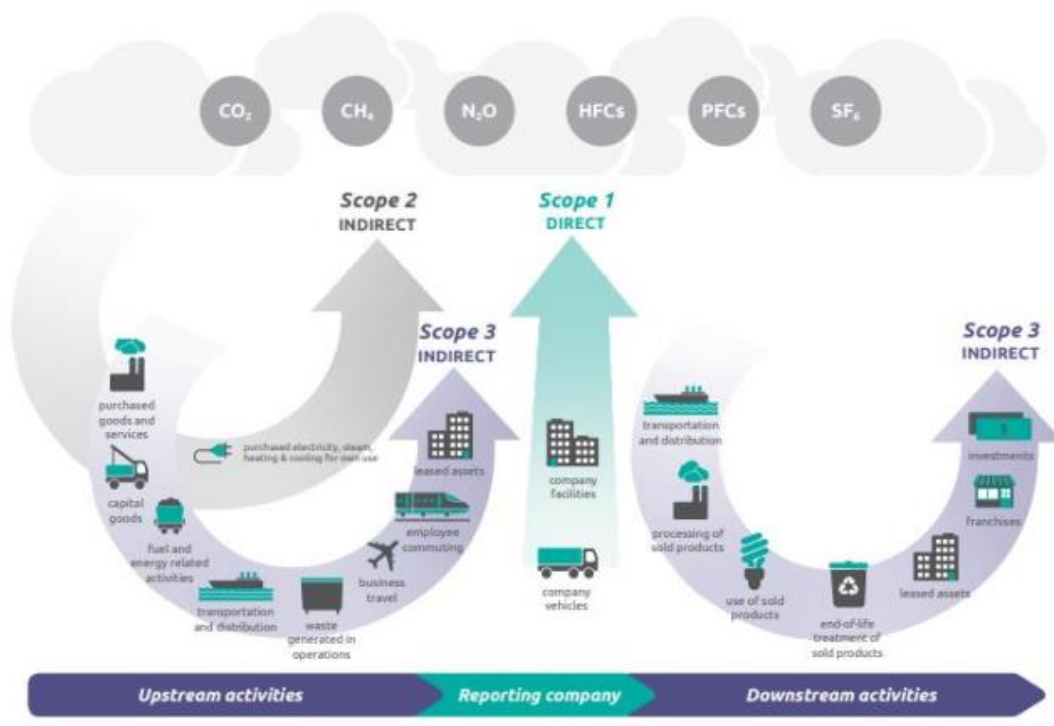 CO₂
CH₄
N₂O
HFCs
PFCs
SF₆
Scope 2
INDIRECT
Scope 1
DIRECT
Scope 3
INDIRECT
Scope 3
INDIRECT
purchased
goods and
services
capital
goods
fuel and
energy related
activities
transportation
and distribution
waste
generated in
operations
business
travel
employee
commuting
leased assets
purchased electricity, steam,
heating & cooling for own use
company
facilities
company
vehicles
transportation
and distribution
processing of
sold products
use of sold
products
end-of-life
treatment of
sold products
leased assets
franchises
$
investments
Upstream activities
Reporting company
Downstream activities